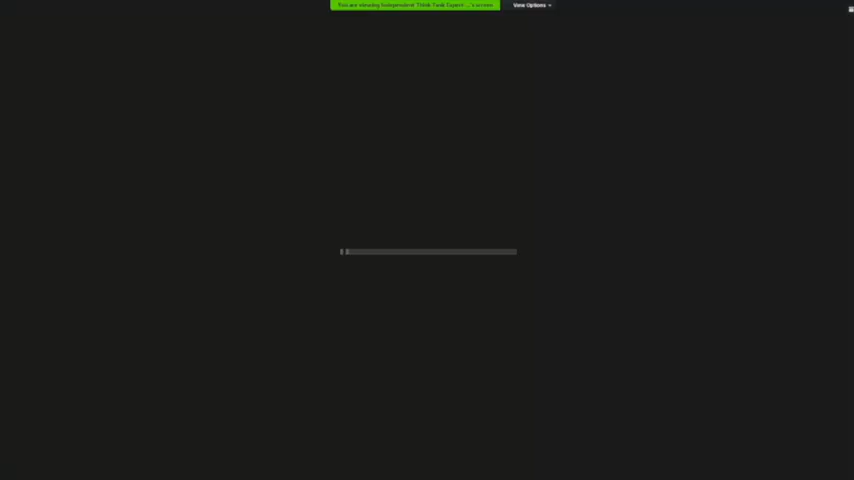 You are viewing Independent Think Tank Expert ...'s screen
View Options